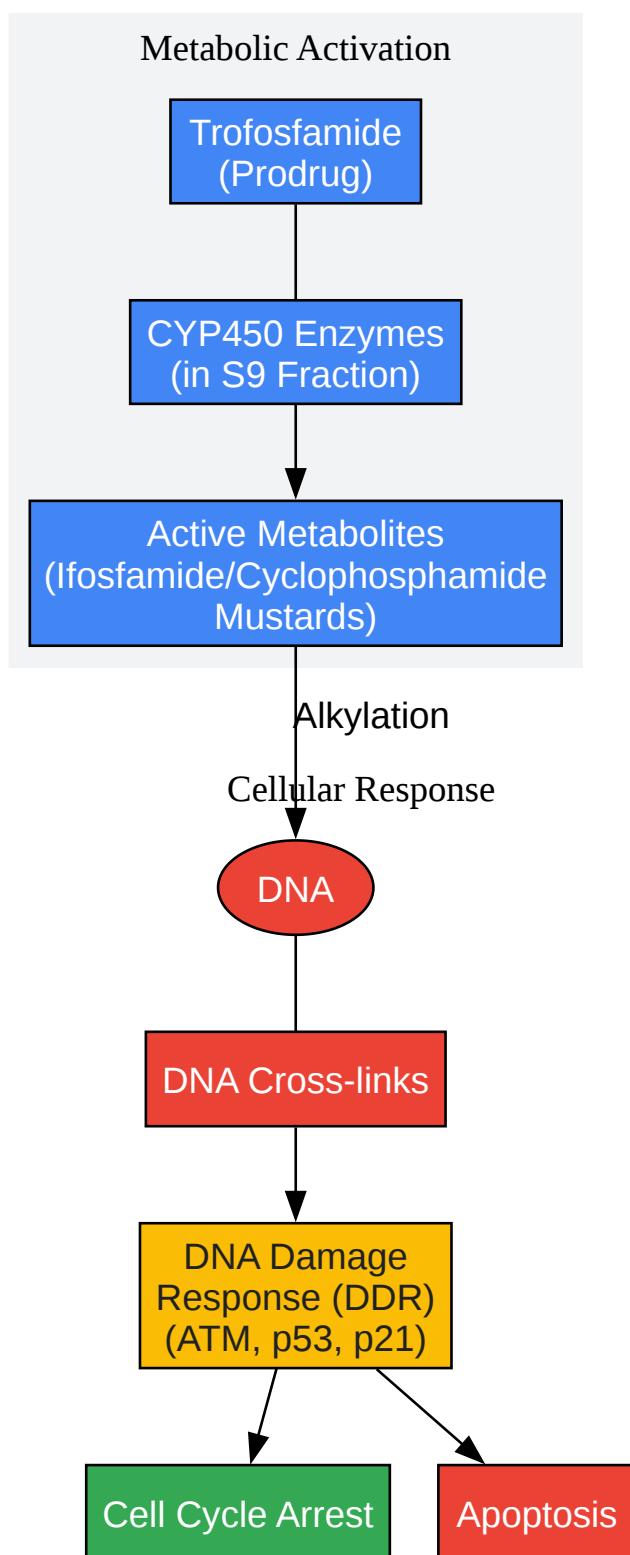 Metabolic Activation
Trofosfamide
(Prodrug)
CYP450 Enzymes
(in S9 Fraction)
Active Metabolites
(Ifosfamide/Cyclophosphamide
Mustards)
Alkylation
Cellular Response
DNA
DNA Cross-links
DNA Damage
Response (DDR)
(ATM, p53, p21)
Cell Cycle Arrest
Apoptosis